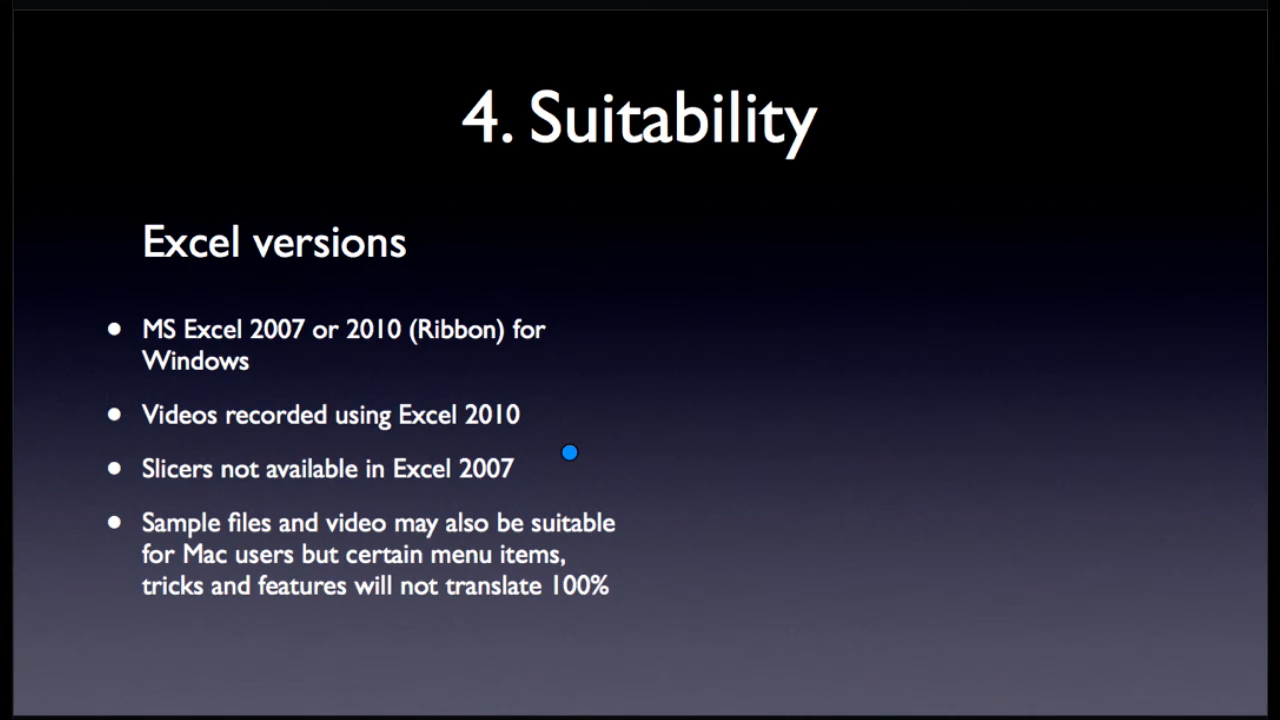 4. Suitability
Excel versions
• MS Excel 2007 or 2010 (Ribbon) for
Windows
• Videos recorded using Excel 2010
• Slicers not available in Excel 2007
• Sample files and video may also be suitable
for Mac users but certain menu items,
tricks and features will not translate 100%